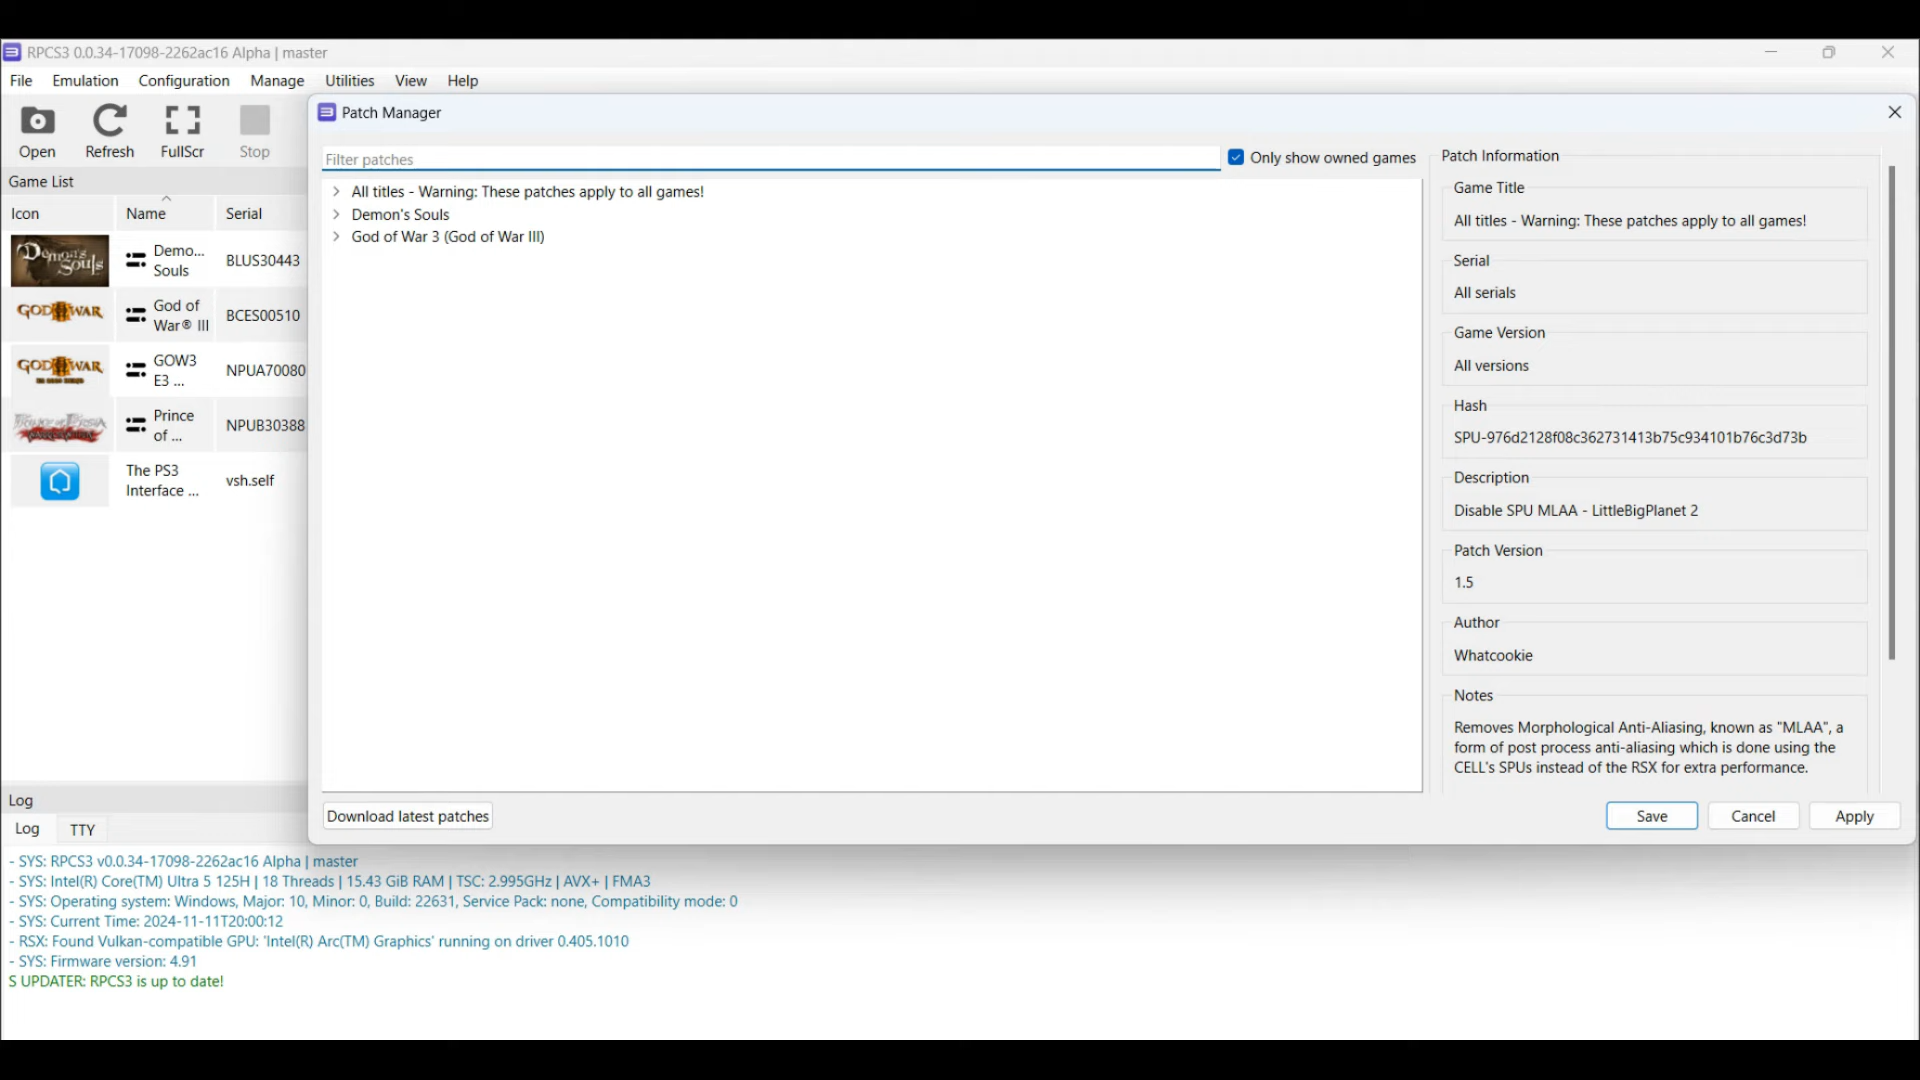 RPCS3 0.0.34-17098-2262ac16 Alpha | master
File Emulation Configuration Manage Utilities View Help
Open Refresh FullScr Stop
Game List
Icon Name Serial
Demon's Souls
Demo... Souls BLUS30443
GOD OF WAR
God of War® III BCES00510
GOD OF WAR
GOW3 E3 ... NPUA70080
Prince of ... NPUB30388
The PS3 Interface ... vsh.self
Patch Manager
Filter patches
Only show owned games
All titles - Warning: These patches apply to all games!
Demon's Souls
God of War 3 (God of War III)
Download latest patches
Patch Information
Game Title
All titles - Warning: These patches apply to all games!
Serial
All serials
Game Version
All versions
Hash
SPU-976d2128f08c362731413b75c934101b76c3d73b
Description
Disable SPU MLAA - LittleBigPlanet 2
Patch Version
1.5
Author
Whatcookie
Notes
Removes Morphological Anti-Aliasing, known as "MLAA", a
form of post process anti-aliasing which is done using the
CELL's SPUs instead of the RSX for extra performance.
Save Cancel Apply
Log
Log TTY
- SYS: RPCS3 v0.0.34-17098-2262ac16 Alpha | master
- SYS: Intel(R) Core(TM) Ultra 5 125H | 18 Threads | 15.43 GiB RAM | TSC: 2.995GHz | AVX+ | FMA3
- SYS: Operating system: Windows, Major: 10, Minor: 0, Build: 22631, Service Pack: none, Compatibility mode: 0
- SYS: Current Time: 2024-11-11T20:00:12
- RSX: Found Vulkan-compatible GPU: 'Intel(R) Arc(TM) Graphics' running on driver 0.405.1010
- SYS: Firmware version: 4.91
S UPDATER: RPCS3 is up to date!